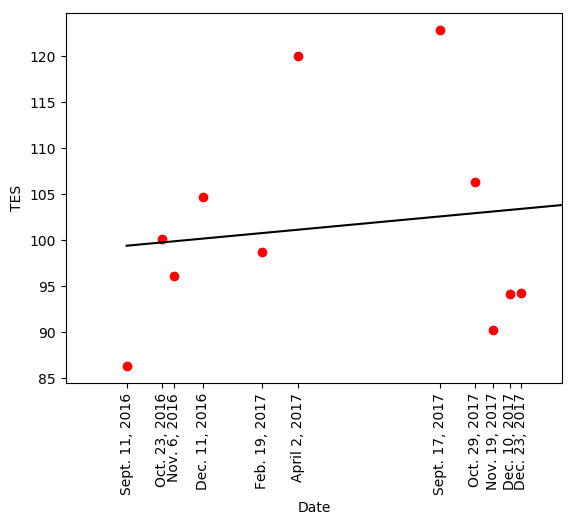 TES
120
115
110
105
100
95
90
85
Sept. 11, 2016
Oct. 23, 2016
Nov. 6, 2016
Dec. 11, 2016
Feb. 19, 2017
April 2, 2017
Sept. 17, 2017
Oct. 29, 2017
Nov. 19, 2017
Dec. 10, 2017
Dec. 23, 2017
Date